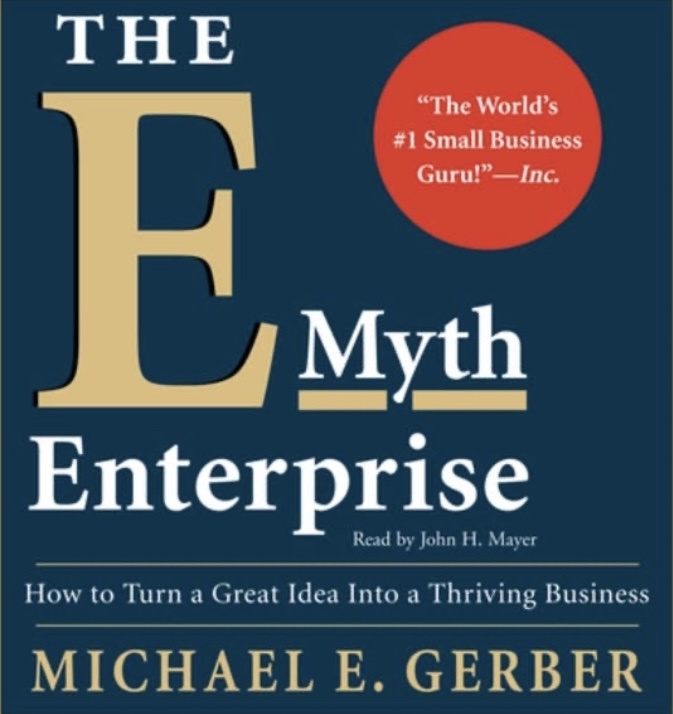 THE
E Myth
Enterprise
“The World’s
#1 Small Business
Guru!”—Inc.
Read by John H. Mayer
How to Turn a Great Idea Into a Thriving Business
MICHAEL E. GERBER